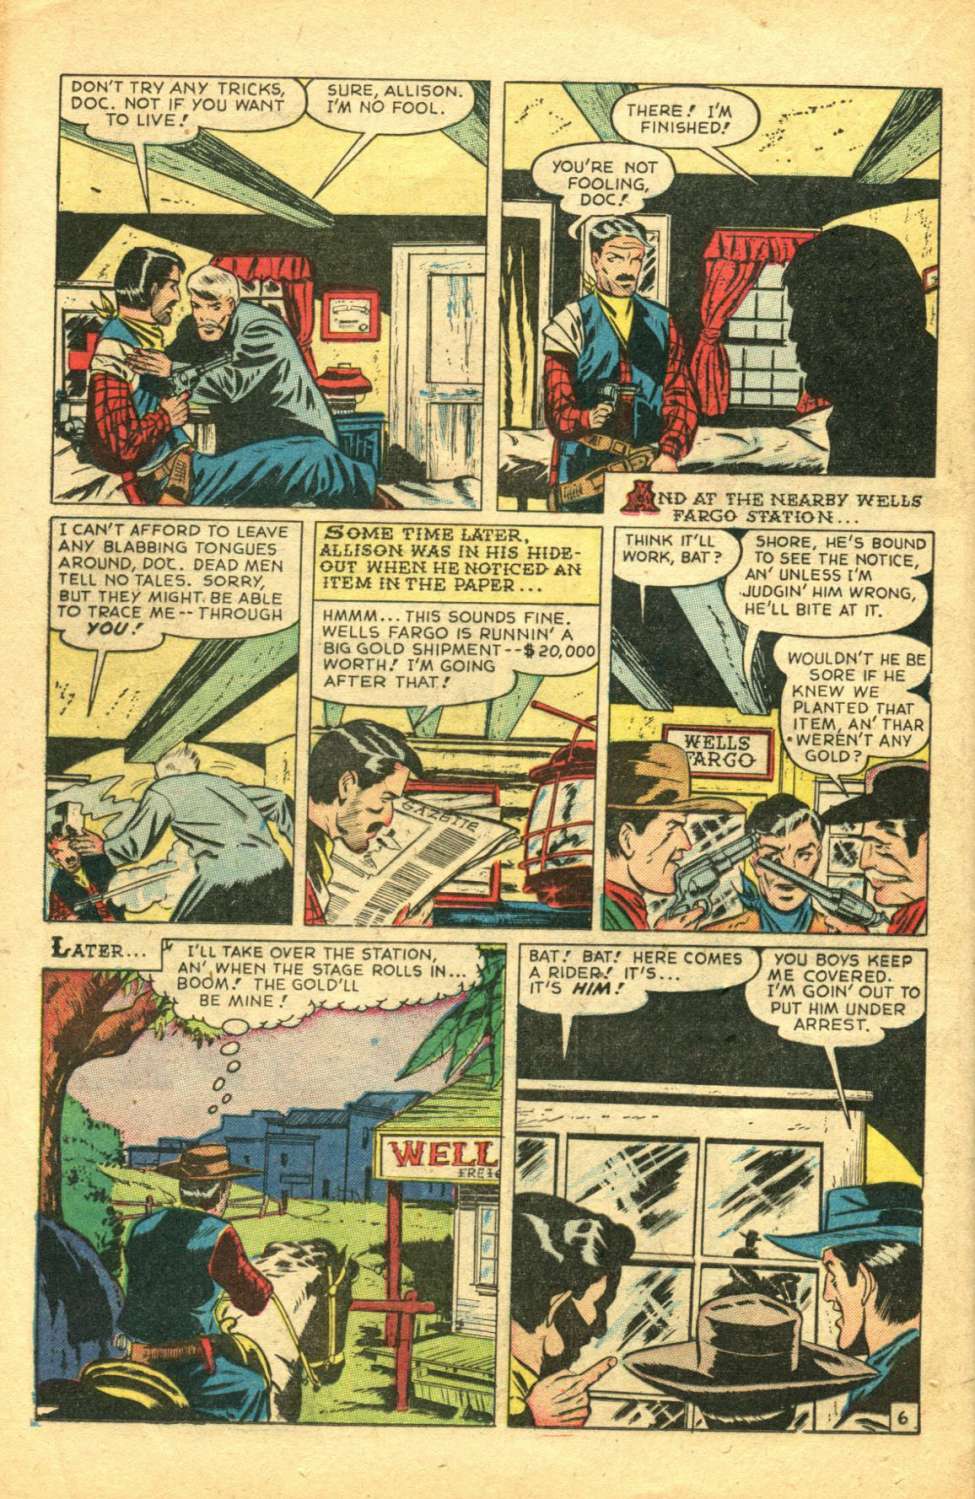 DON'T TRY ANY TRICKS,
DOC. NOT IF YOU WANT
TO LIVE!
SURE, ALLISON.
I'M NO FOOL.
THERE! I'M
FINISHED!
YOU'RE NOT
FOOLING,
DOC!
I CAN'T AFFORD TO LEAVE
ANY BLABBING TONGUES
AROUND, DOC. DEAD MEN
TELL NO TALES. SORRY,
BUT THEY MIGHT BE ABLE
TO TRACE ME -- THROUGH
YOU!
SOME TIME LATER,
ALLISON WAS IN HIS HIDE-
OUT WHEN HE NOTICED AN
ITEM IN THE PAPER...
HMMM... THIS SOUNDS FINE.
WELLS FARGO IS RUNNIN' A
BIG GOLD SHIPMENT -- $20,000
WORTH! I'M GOING
AFTER THAT!
GAZETTE
AND AT THE NEARBY WELLS
FARGO STATION...
THINK IT'LL
WORK, BAT?
SHORE, HE'S BOUND
TO SEE THE NOTICE,
AN' UNLESS I'M
JUDGIN' HIM WRONG,
HE'LL BITE AT IT.
WOULDN'T HE BE
SORE IF HE
KNEW WE
PLANTED THAT
ITEM, AN' THAR
WEREN'T ANY
GOLD?
WELLS
FARGO
LATER...
I'LL TAKE OVER THE STATION,
AN' WHEN THE STAGE ROLLS IN...
BOOM! THE GOLD'LL
BE MINE!
WELL
FREIG
BAT! BAT! HERE COMES
A RIDER! IT'S...
IT'S HIM!
YOU BOYS KEEP
ME COVERED.
I'M GOIN' OUT TO
PUT HIM UNDER
ARREST.
6